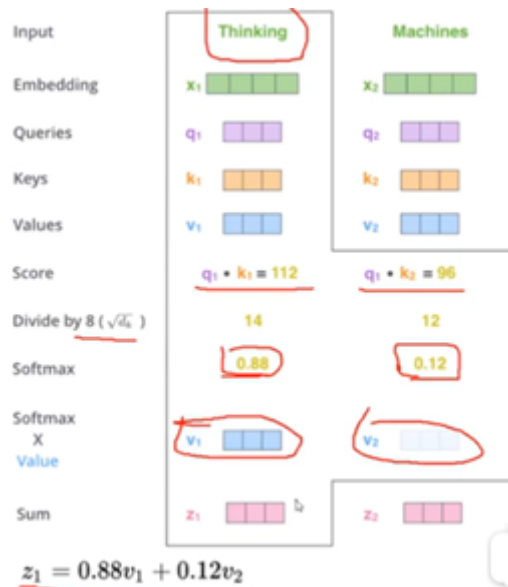 Input Thinking Machines
Embedding x₁ x₂
Queries q₁ q₂
Keys k₁ k₂
Values v₁ v₂
Score q₁ • k₁ = 112 q₁ • k₂ = 96
Divide by 8 ( √dₖ ) 14 12
Softmax 0.88 0.12
Softmax
X v₁ v₂
Value
Sum z₁ z₂
z₁ = 0.88v₁ + 0.12v₂